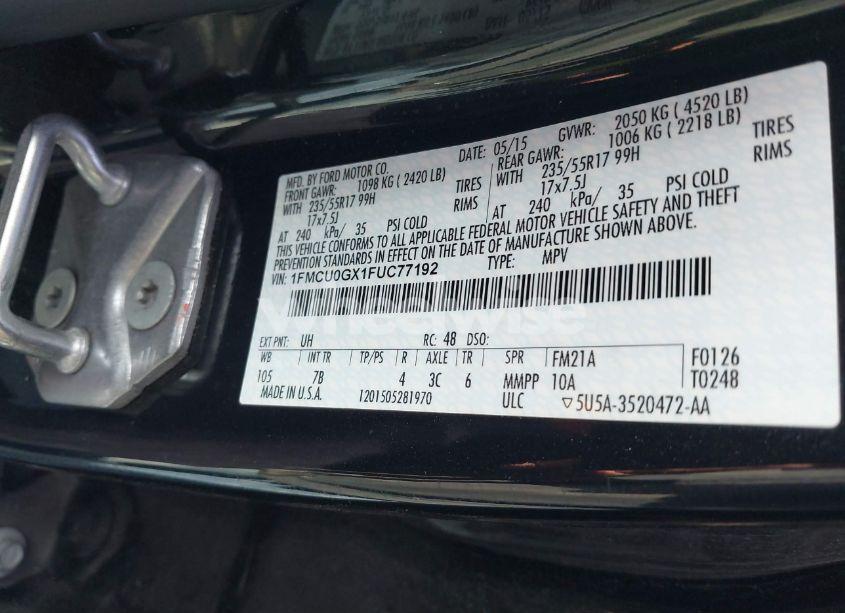 MFD. BY FORD MOTOR CO. DATE: 05/15 GVWR: 2050 KG ( 4520 LB)
FRONT GAWR: 1098 KG ( 2420 LB) REAR GAWR: 1006 KG ( 2218 LB)
WITH 235/55R17 99H TIRES WITH 235/55R17 99H TIRES
17x7.5J RIMS 17x7.5J RIMS
AT 240 kPa/ 35 PSI COLD AT 240 kPa/ 35 PSI COLD
THIS VEHICLE CONFORMS TO ALL APPLICABLE FEDERAL MOTOR VEHICLE SAFETY AND THEFT
PREVENTION STANDARDS IN EFFECT ON THE DATE OF MANUFACTURE SHOWN ABOVE.
VIN: 1FMCU0GX1FUC77192 TYPE: MPV
EXT PNT: UH RC: 48 DSO:
WB INT TR TP/PS R AXLE TR SPR FM21A F0126
105 7B 4 3C 6 MMPP 10A T0248
MADE IN U.S.A. 1201505281970 ULC ▽5U5A-3520472-AA